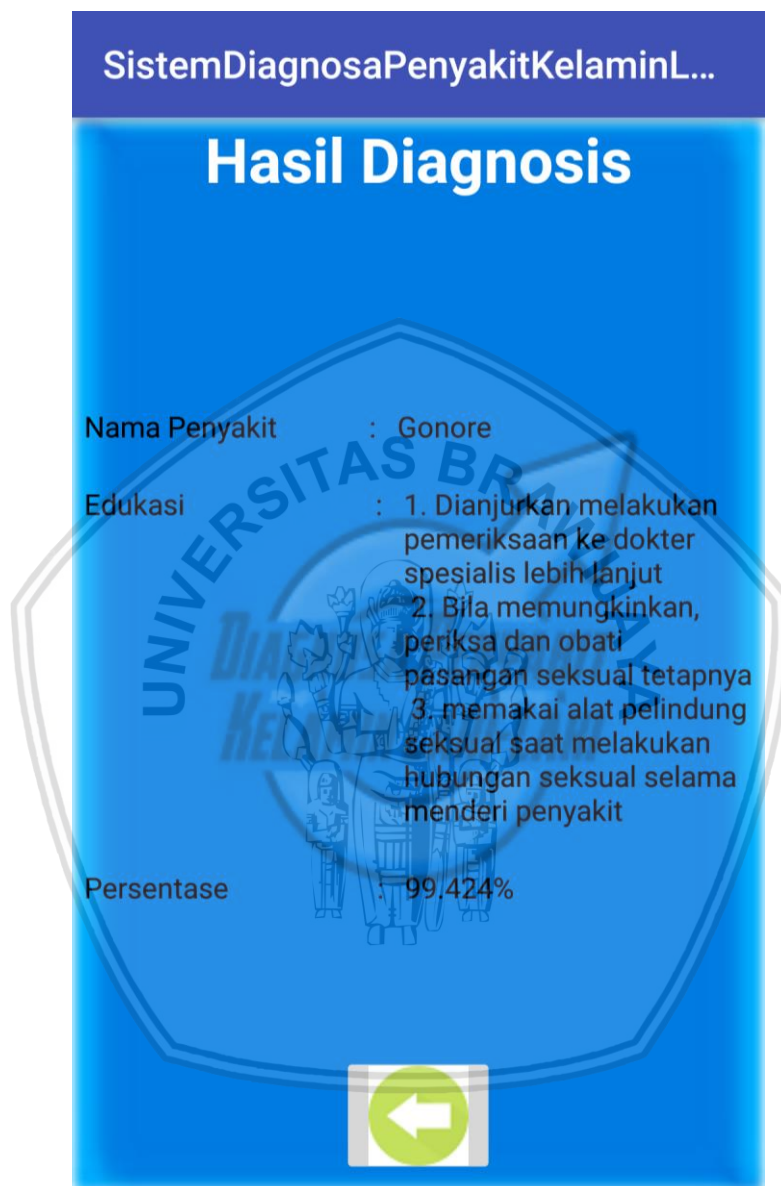 SistemDiagnosaPenyakitKelaminL...
Hasil Diagnosis
Nama Penyakit : Gonore
Edukasi : 1. Dianjurkan melakukan
pemeriksaan ke dokter
spesialis lebih lanjut
2. Bila memungkinkan,
periksa dan obati
pasangan seksual tetapnya
3. memakai alat pelindung
seksual saat melakukan
hubungan seksual selama
menderi penyakit
Persentase : 99.424%
UNIVERSITAS BRAWIJAYA